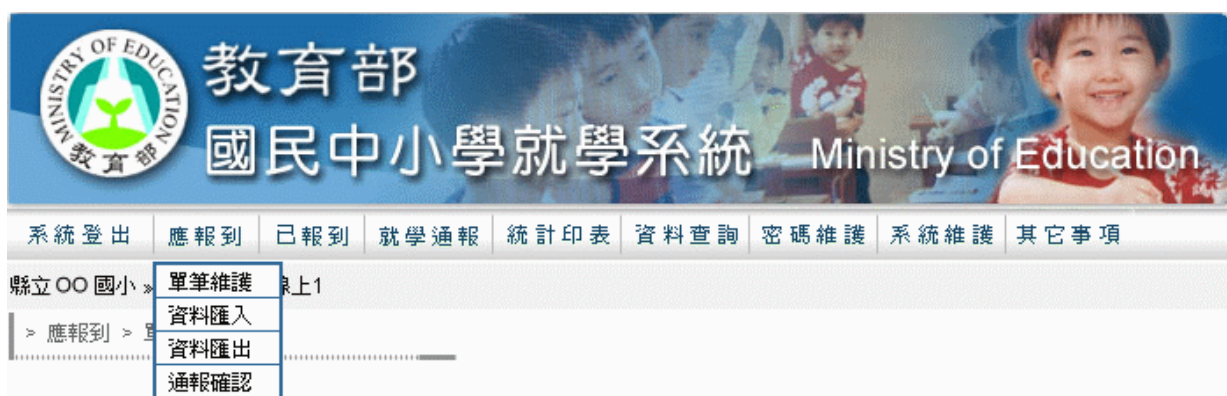 MINISTRY OF EDUCATION
教育部
教育部
國民中小學就學系統 Ministry of Education
系統登出 應報到 已報到 就學通報 統計印表 資料查詢 密碼維護 系統維護 其它事項
縣立OO國小 » 線上1
單筆維護
資料匯入
> 應報到 > 單
資料匯出
通報確認